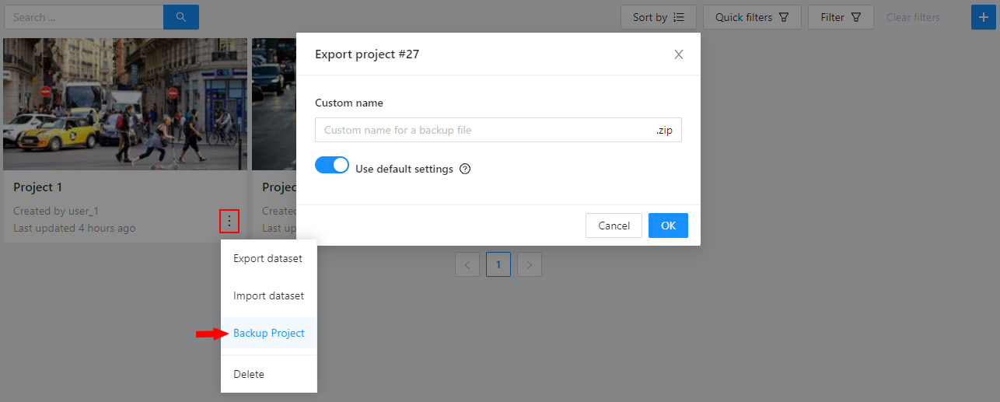 Search ...
Sort by
Quick filters
Filter
Clear filters
Export project #27
Custom name
Custom name for a backup file
.zip
Use default settings
Cancel
OK
Project 1
Created by user_1
Last updated 4 hours ago
Projec
Create
Last up
Export dataset
Import dataset
Backup Project
Delete
1